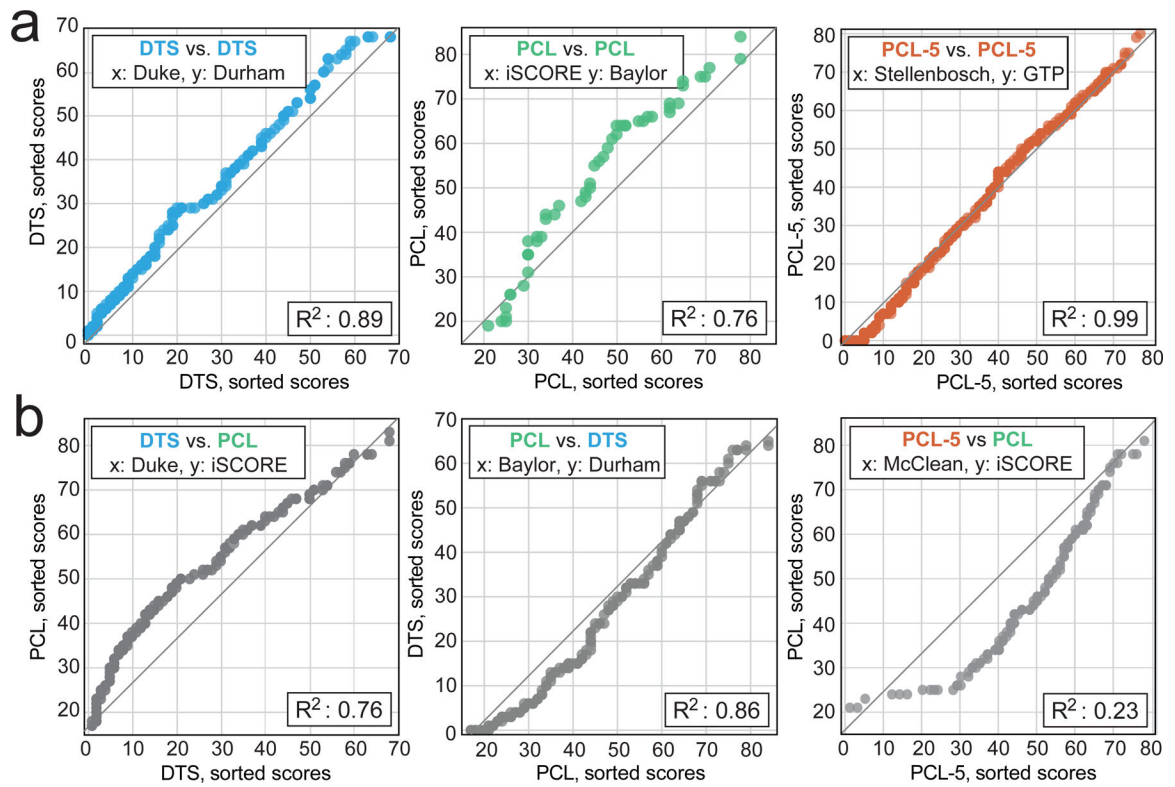 a
DTS vs. DTS
x: Duke, y: Durham
R²: 0.89
DTS, sorted scores
70
60
50
40
30
20
10
0
0 10 20 30 40 50 60 70
DTS, sorted scores
PCL vs. PCL
x: iSCORE y: Baylor
R²: 0.76
PCL, sorted scores
80
70
60
50
40
30
20
20 30 40 50 60 70 80
PCL, sorted scores
PCL-5 vs. PCL-5
x: Stellenbosch, y: GTP
R²: 0.99
PCL-5, sorted scores
80
70
60
50
40
30
20
10
0
0 10 20 30 40 50 60 70 80
PCL-5, sorted scores
b
DTS vs. PCL
x: Duke, y: iSCORE
R²: 0.76
PCL, sorted scores
80
70
60
50
40
30
20
0 10 20 30 40 50 60 70
DTS, sorted scores
PCL vs. DTS
x: Baylor, y: Durham
R²: 0.86
DTS, sorted scores
70
60
50
40
30
20
10
0
20 30 40 50 60 70 80
PCL, sorted scores
PCL-5 vs PCL
x: McClean, y: iSCORE
R²: 0.23
PCL, sorted scores
80
70
60
50
40
30
20
0 10 20 30 40 50 60 70 80
PCL-5, sorted scores